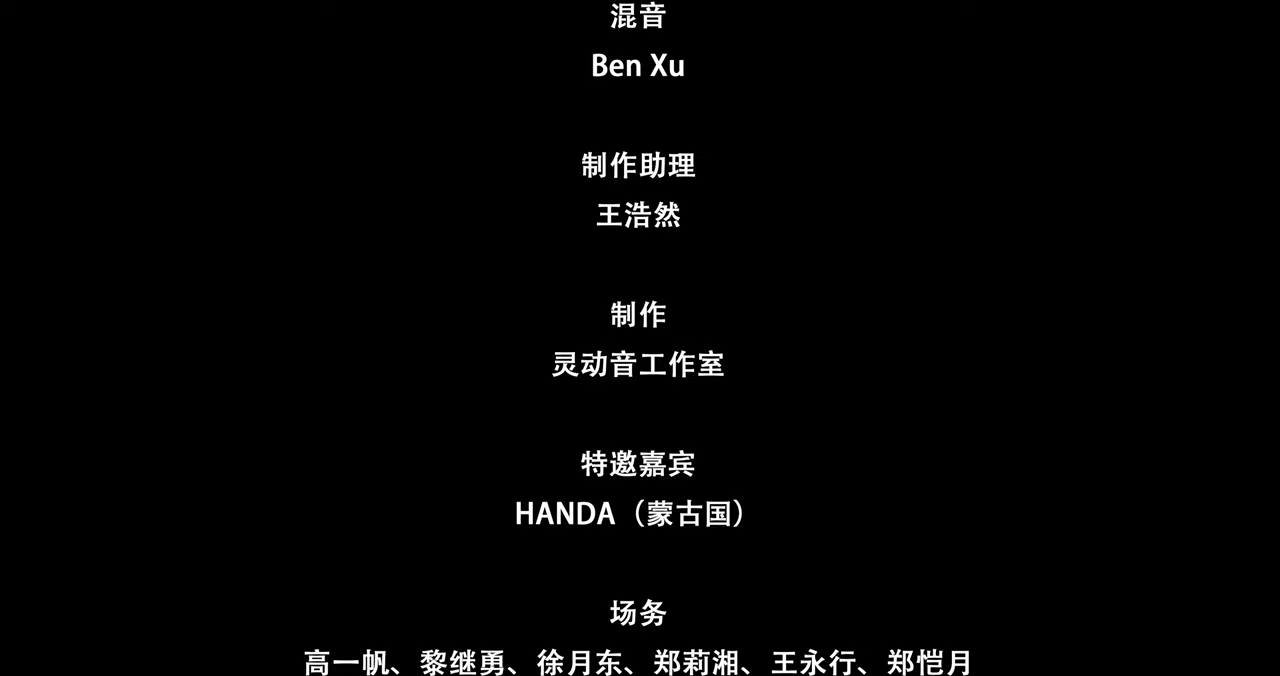 混音
Ben Xu
制作助理
王浩然
制作
灵动音工作室
特邀嘉宾
HANDA（蒙古国）
场务
高一帆、黎继勇、徐月东、郑莉湘、王永行、郑恺月